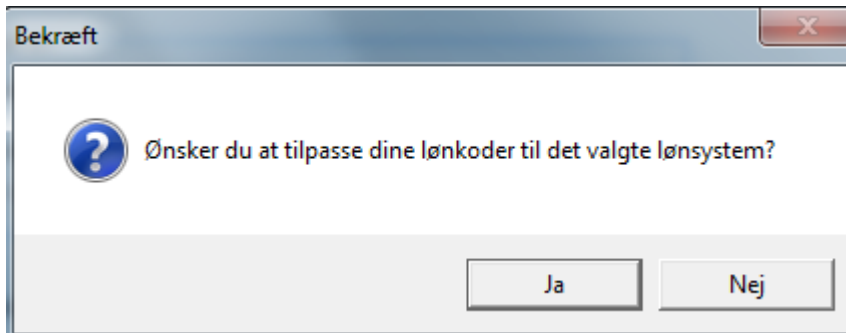 Bekræft
Ønsker du at tilpasse dine lønkoder til det valgte lønsystem?
Ja
Nej